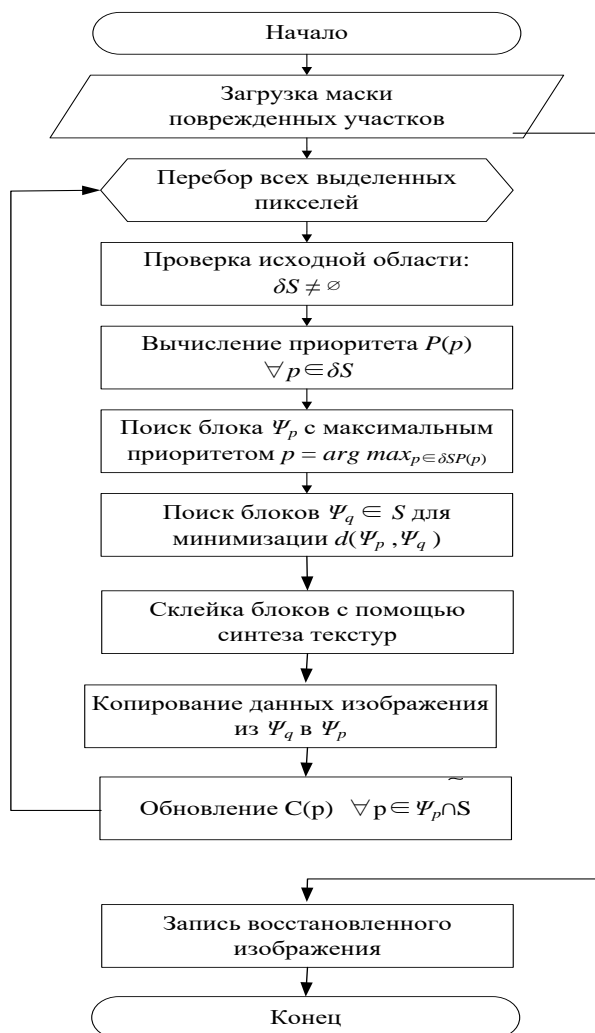 Начало
Загрузка маски
поврежденных участков
Перебор всех выделенных
пикселей
Проверка исходной области:
δS ≠ ∅
Вычисление приоритета P(p)
∀ p ∈ δS
Поиск блока Ψp с максимальным
приоритетом p = arg maxp∈δSP(p)
Поиск блоков Ψq ∈ S для
минимизации d(Ψp ,Ψq )
Склейка блоков с помощью
синтеза текстур
Копирование данных изображения
из Ψq в Ψp
Обновление C(p) ∀ p ∈ Ψp∩S̃
Запись восстановленного
изображения
Конец